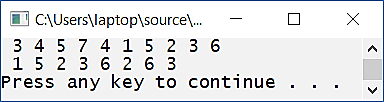 C:\Users\laptop\source\...
3 4 5 7 4 1 5 2 3 6
1 5 2 3 6 2 6 3
Press any key to continue . . .